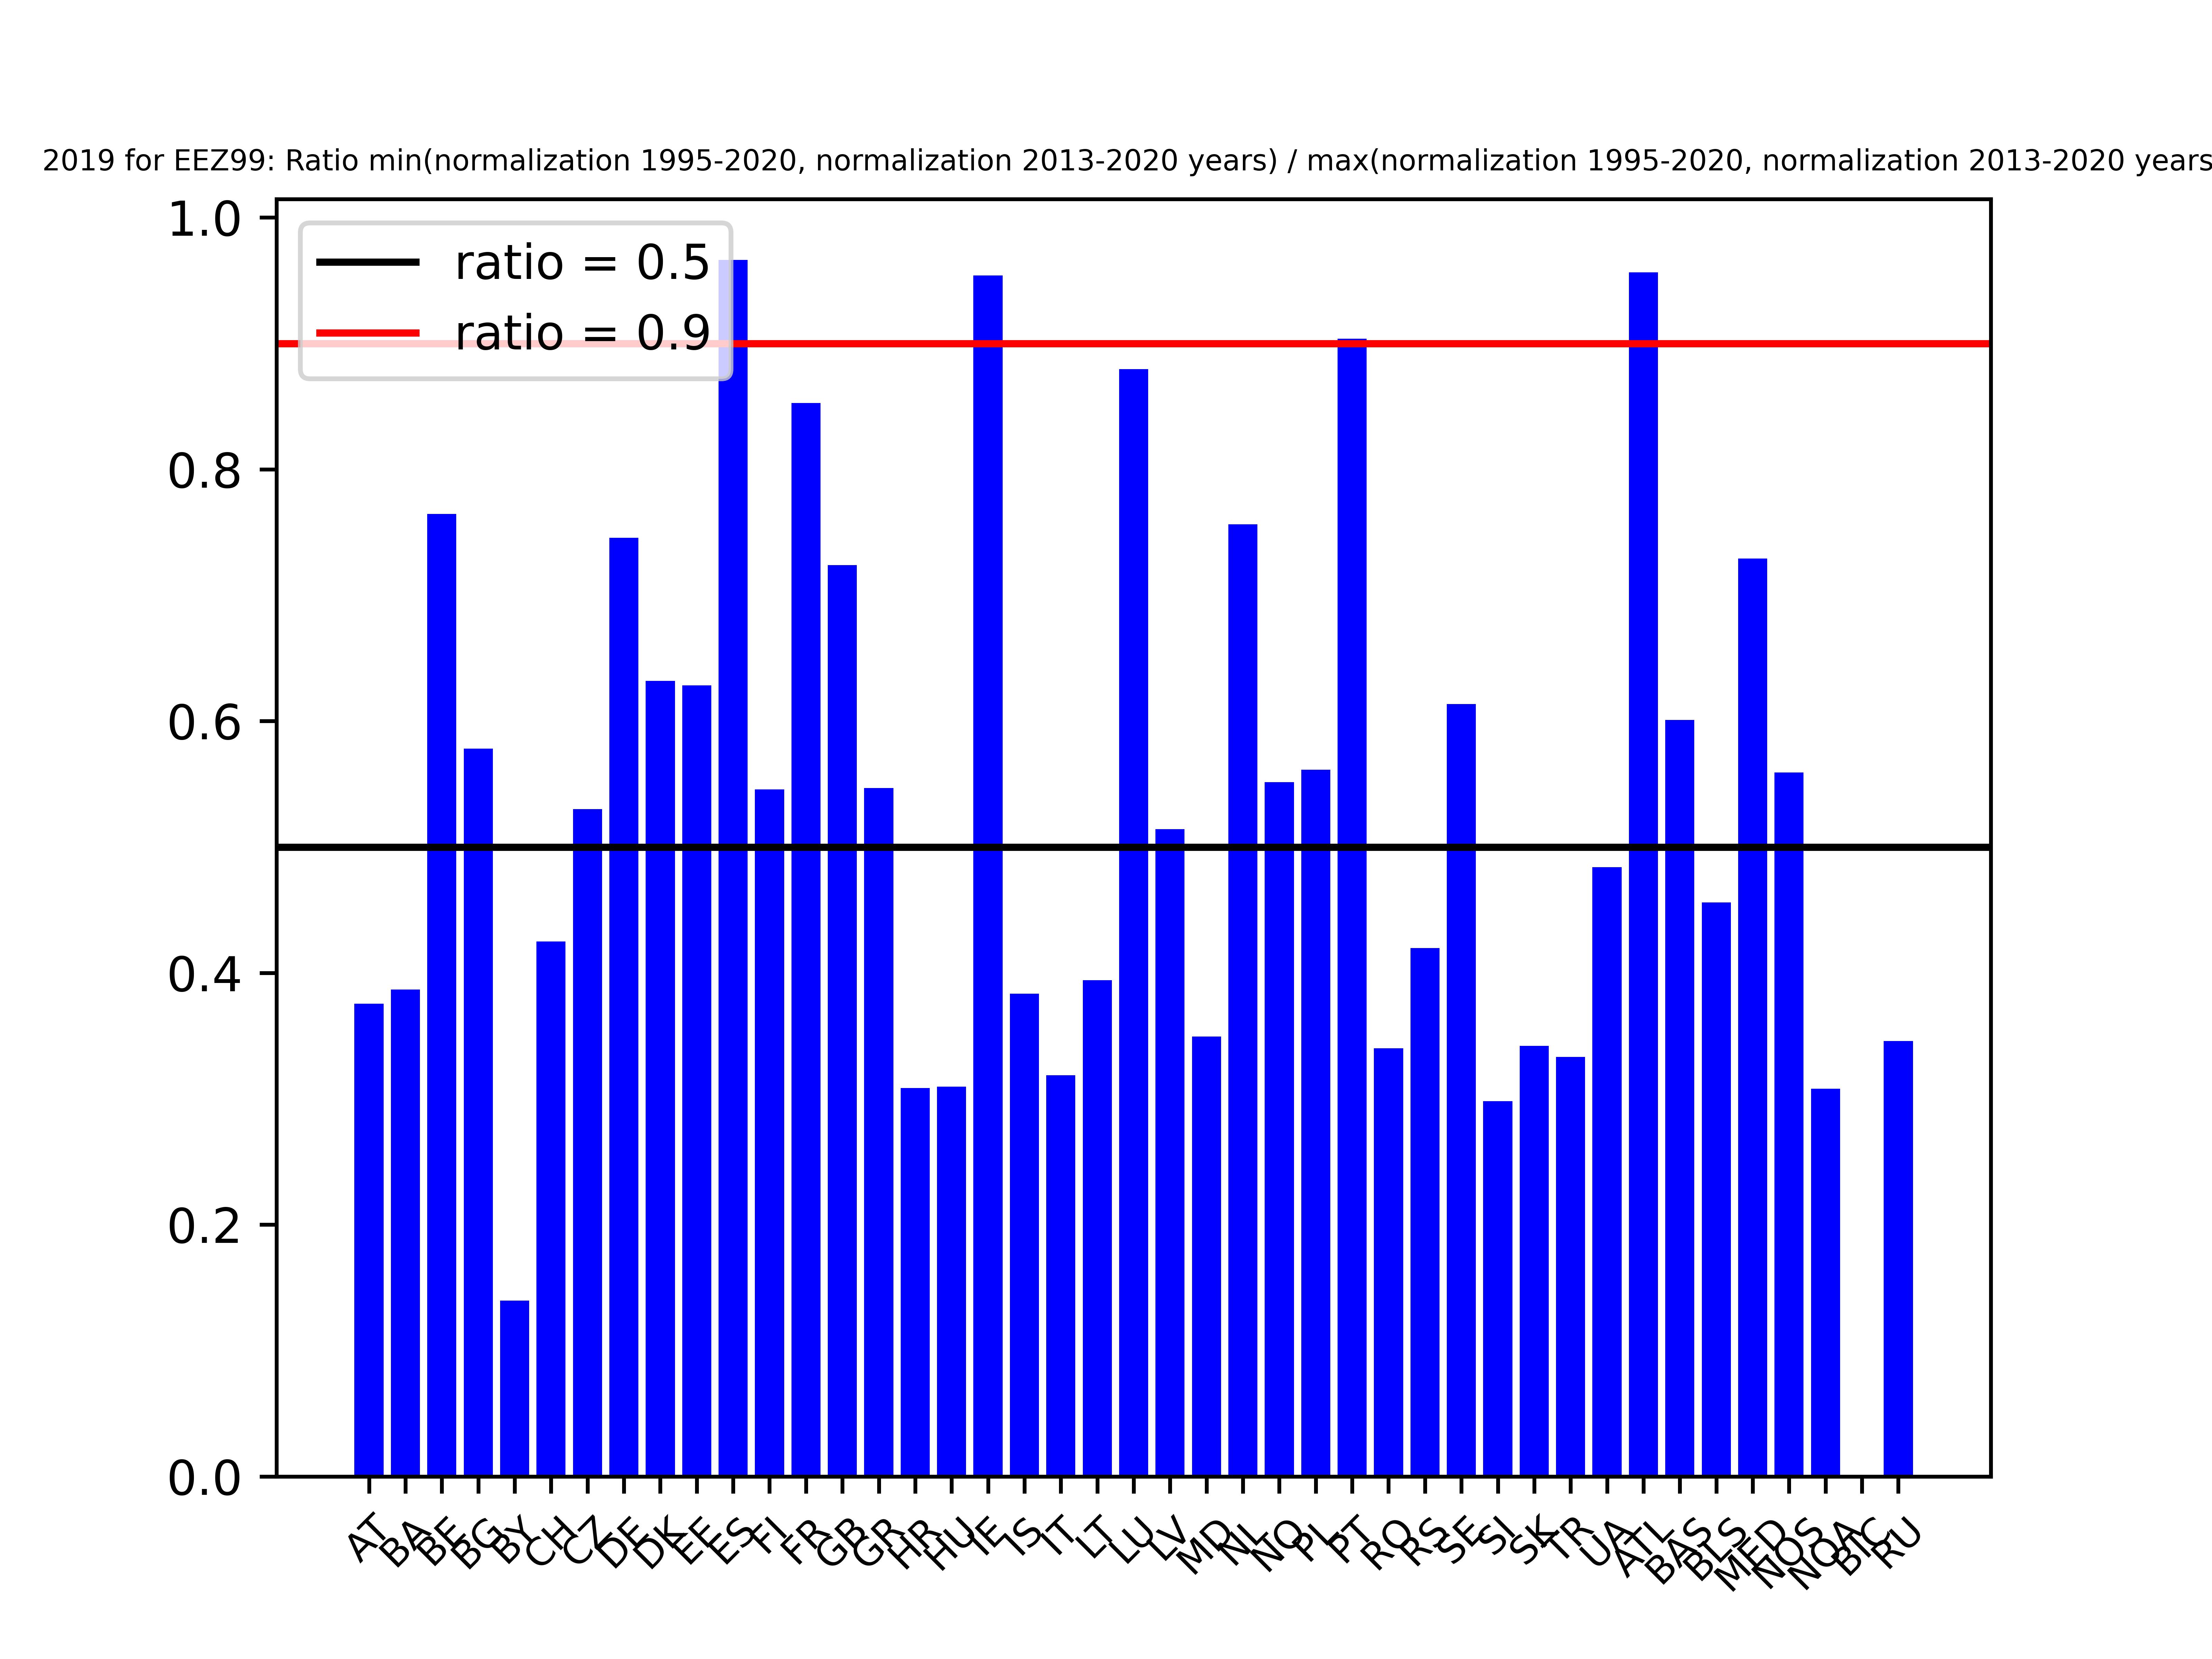 2019 for EEZ99: Ratio min(normalization 1995-2020, normalization 2013-2020 years) / max(normalization 1995-2020, normalization 2013-2020 years
1.0
0.8
0.6
0.4
0.2
0.0
ratio = 0.5
ratio = 0.9
AT
BA
BE
BG
BY
CH
CZ
DE
DK
EE
ES
FI
FR
GB
GR
HR
HU
IE
IS
IT
LT
LU
LV
MD
NL
NO
PL
PT
RO
RS
SE
SI
SK
TR
UA
ATL
BAS
BLS
MED
NOS
NOA
BIC
RU